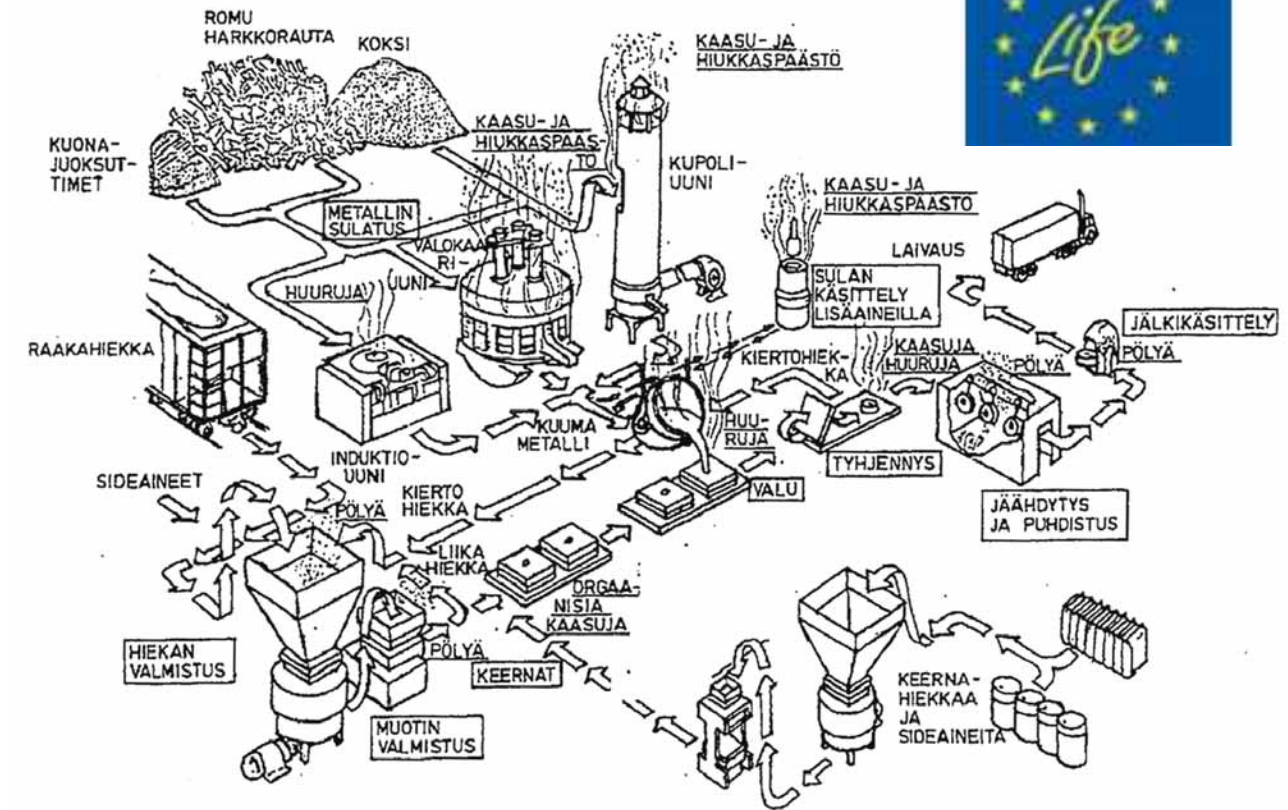 ROMU
HARKKORAUTA
KOKSI
KUONA-
JUOKSUT-
TIMET
KAASU- JA
HIUKKASPÄÄS-
TÖ
KAASU- JA
HIUKKASPÄÄSTÖ
Life
KUPOLI-
UUNI
METALLIN
SULATUS
VALOKAA
RI-
UUNI
HUURUJA
KAASU- JA
HIUKKASPÄÄSTÖ
LAIVAUS
SULAN
KÄSITTELY
LISÄAINEILLA
JÄLKIKÄSITTELY
PÖLYÄ
RAAKAHIEKKA
KIERTOHIEK-
KA
KAASUJA
HUURUJA
PÖLYÄ
KUUMA
METALLI
HUU-
RUJA
TYHJENNYS
INDUKTIO-
UUNI
SIDEAINEET
PÖLYÄ
KIERTO
HIEKKA
VALU
JÄÄHDYTYS
JA PUHDISTUS
LIIKA
HIEKKA
ORGAA-
NISIA
KAASUJA
HIEKAN
VALMISTUS
PÖLYÄ
KEERNAT
MUOTIN
VALMISTUS
KEERNA-
HIEKKAA
JA
SIDEAINEITA